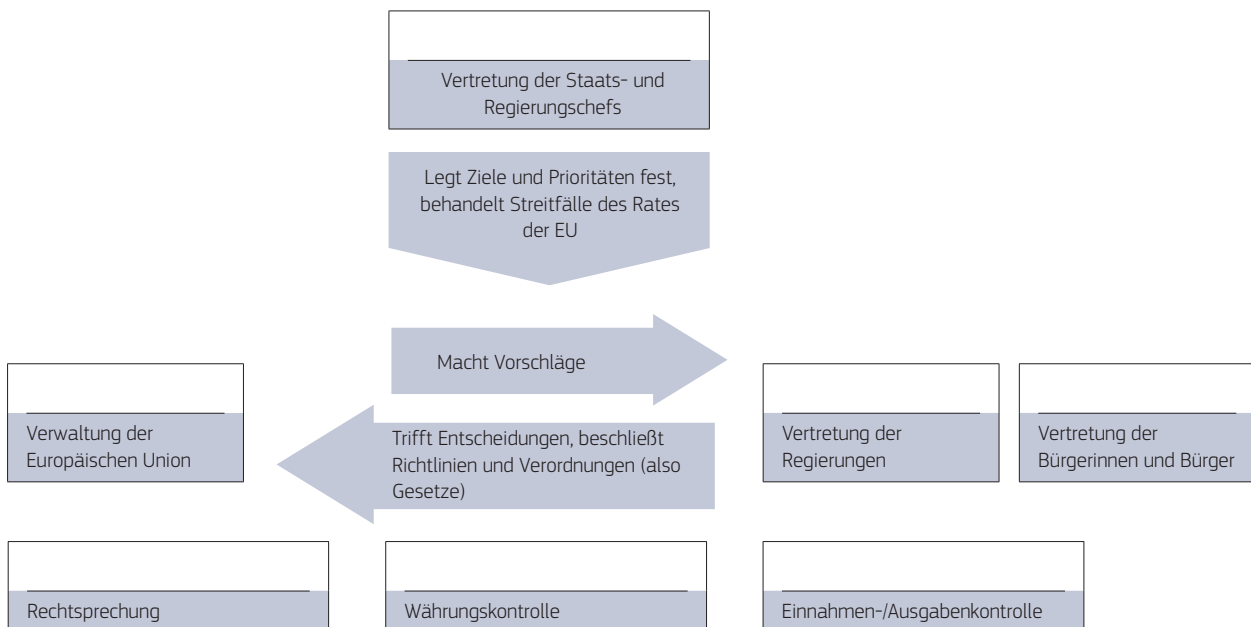 Vertretung der Staats- und
Regierungschefs
Legt Ziele und Prioritäten fest,
behandelt Streitfälle des Rates
der EU
Macht Vorschläge
Verwaltung der
Europäischen Union
Trifft Entscheidungen, beschließt
Richtlinien und Verordnungen (also
Gesetze)
Vertretung der
Regierungen
Vertretung der
Bürgerinnen und Bürger
Rechtsprechung
Währungskontrolle
Einnahmen-/Ausgabenkontrolle